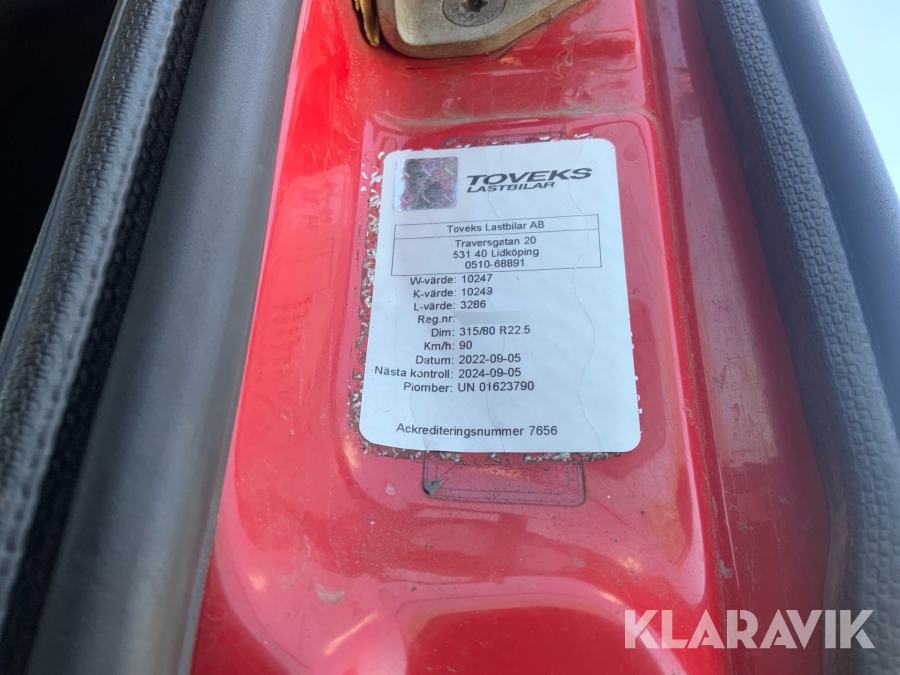 TOVEKS
LASTBILAR
Toveks Lastbilar AB
Traversgatan 20
531 40 Lidköping
0510-68891
W-värde: 10247
K-värde: 10249
L-värde: 3286
Reg.nr:
Dim: 315/80 R22.5
Km/h: 90
Datum: 2022-09-05
Nästa kontroll: 2024-09-05
Plomber: UN 01623790
Ackrediteringsnummer 7656
KLARAVIK